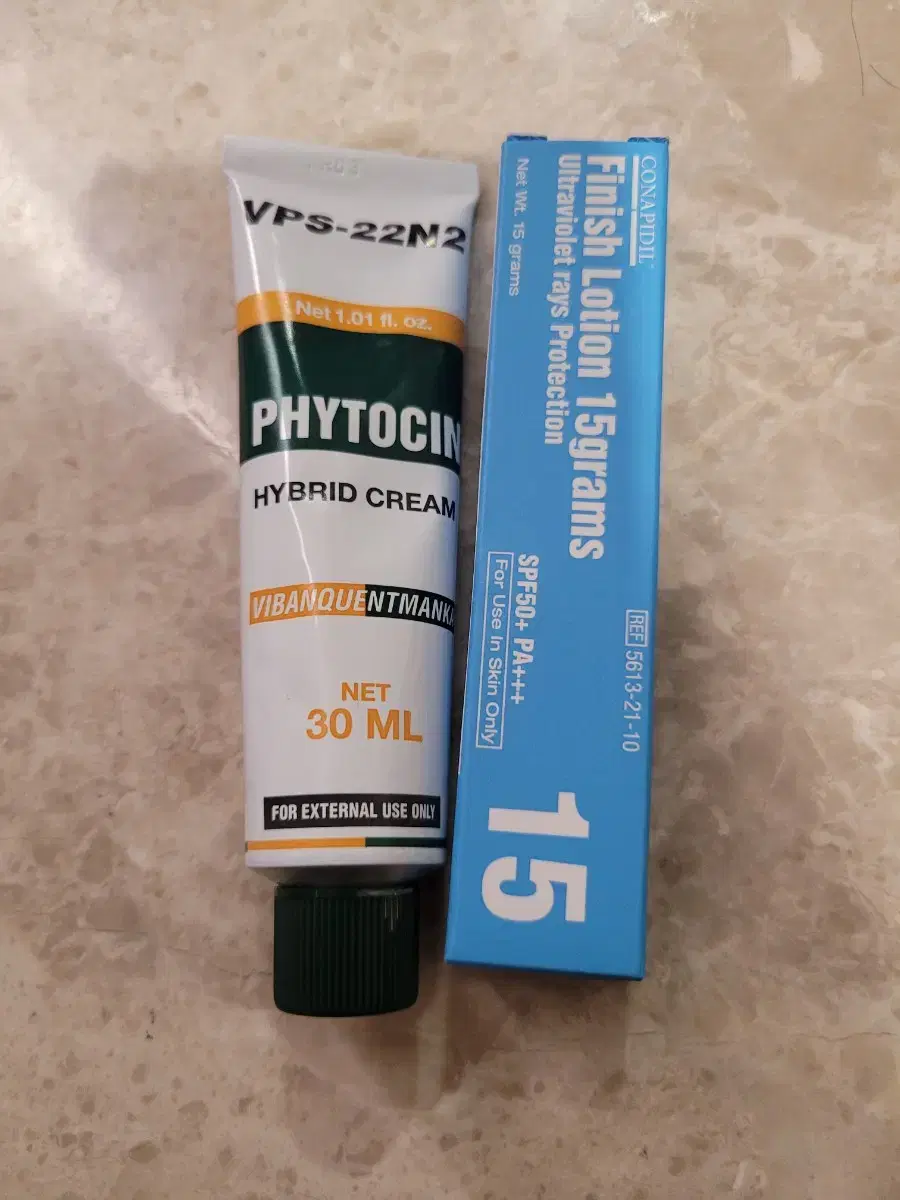 VPS-22N2
Net 1.01 fl. oz.
PHYTOCIN
HYBRID CREAM
VIBANQUENTMANKA
NET
30 ML
FOR EXTERNAL USE ONLY
CONAPIDIL
Finish Lotion 15grams
Ultraviolet rays Protection
Net Wt. 15 grams
REF 5613-21-10
SPF50+ PA+++
For Use In Skin Only
15